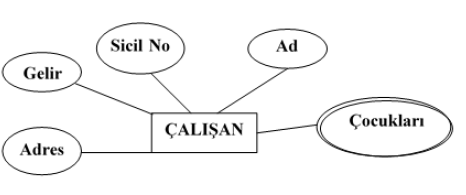 Sicil No
Ad
Gelir
ÇALIŞAN
Çocukları
Adres